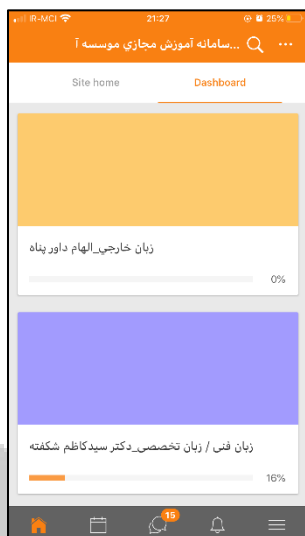 IR-MCI 21:27 25%
سامانه آموزش مجازي موسسه آ...
Site home Dashboard
زبان خارجي_الهام داور پناه
0%
زبان فنی / زبان تخصصی_دکتر سیدکاظم شکفته
16%
15